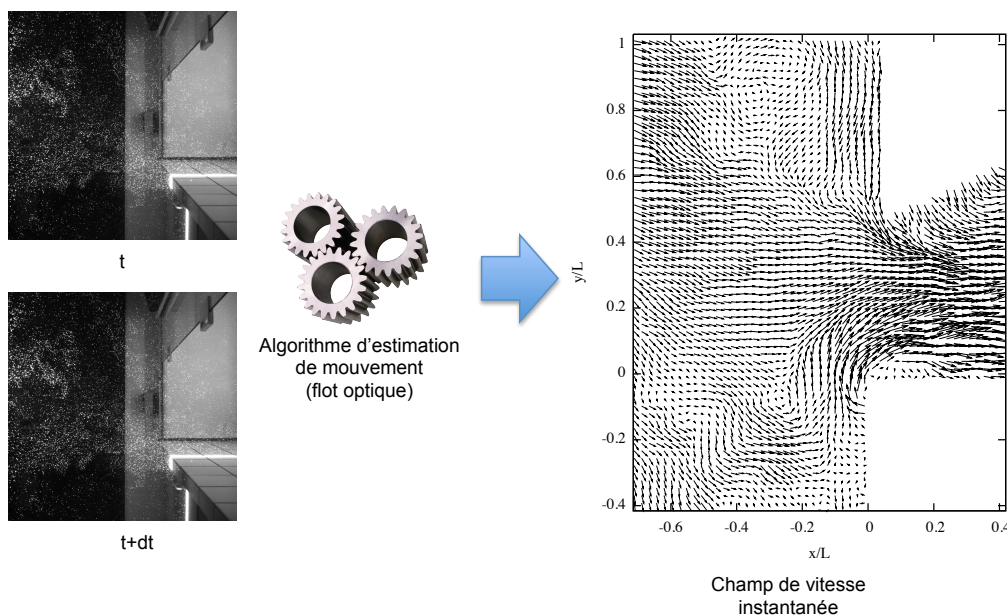 t
t+dt
Algorithme d'estimation
de mouvement
(flot optique)
1
0.8
0.6
0.4
0.2
0
-0.2
-0.4
y/L
-0.6
-0.4
-0.2
0
0.2
0.4
x/L
Champ de vitesse
instantanée